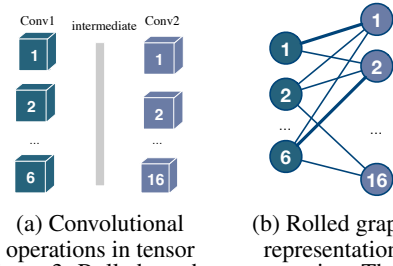 Conv1 intermediate Conv2
1 1 1 1
2 2 2 2
... ... ... ...
6 16 6 16
(a) Convolutional (b) Rolled grap
operations in tensor representation